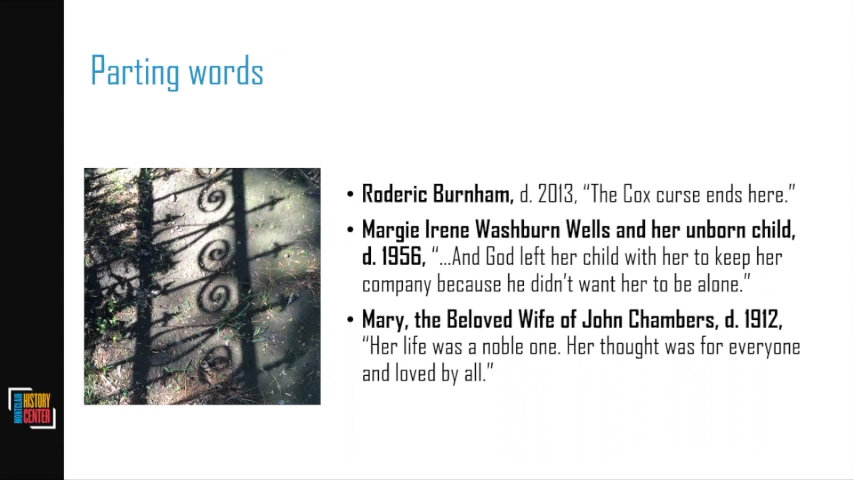 Parting words
• Roderic Burnham, d. 2013, “The Cox curse ends here.”
• Margie Irene Washburn Wells and her unborn child,
d. 1956, “...And God left her child with her to keep her
company because he didn’t want her to be alone.”
• Mary, the Beloved Wife of John Chambers, d. 1912,
“Her life was a noble one. Her thought was for everyone
and loved by all.”
MONTCLAIR
HISTORY
CENTER